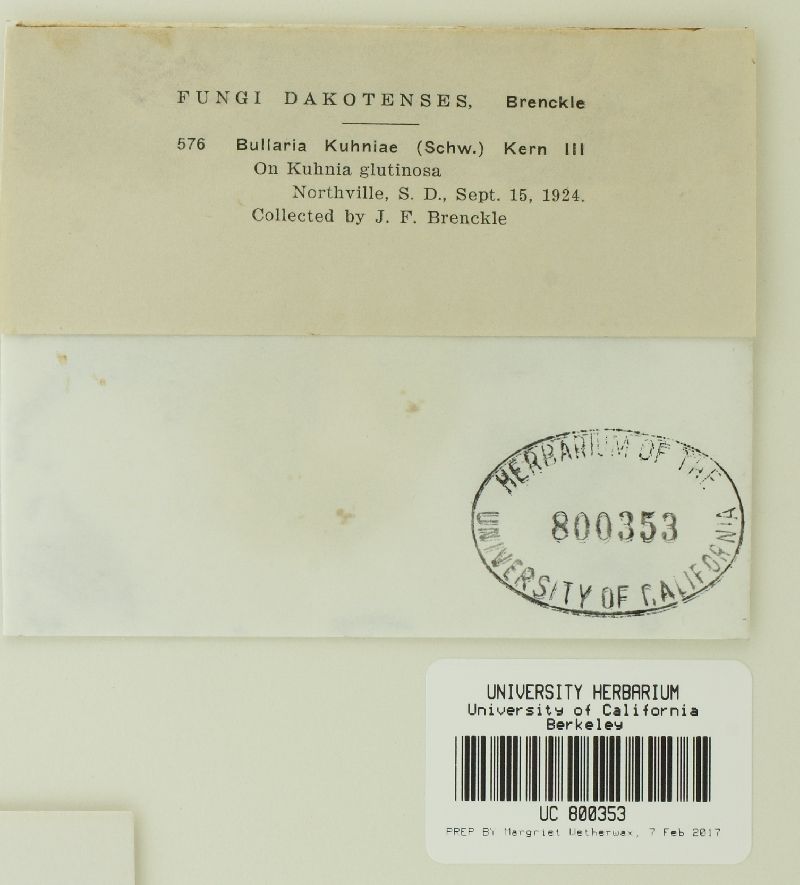 FUNGI DAKOTENSES, Brenckle
576 Bullaria Kuhniae (Schw.) Kern III
On Kuhnia glutinosa
Northville, S. D., Sept. 15, 1924.
Collected by J. F. Brenckle
HERBARIUM OF THE
800353
UNIVERSITY OF CALIFORNIA
UNIVERSITY HERBARIUM
University of California
Berkeley
UC 800353
PREP BY Margriet Wetherwax, 7 Feb 2017